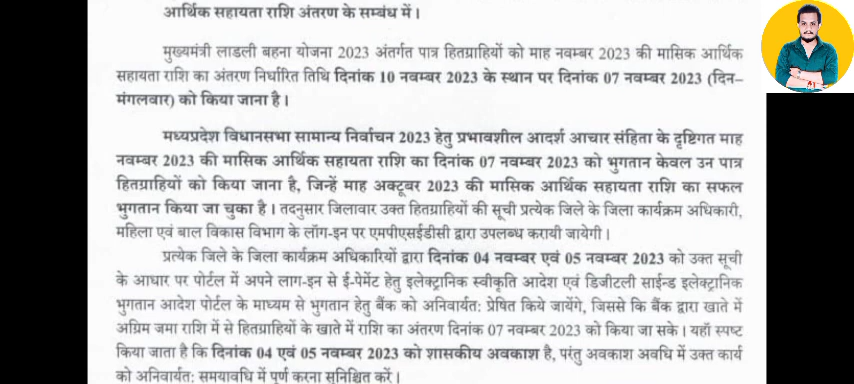 आर्थिक सहायता राशि अंतरण के सम्बंध में।
मुख्यमंत्री लाडली बहना योजना 2023 अंतर्गत पात्र हितग्राहियों को माह नवम्बर 2023 की मासिक आर्थिक
सहायता राशि का अंतरण निर्धारित तिथि दिनांक 10 नवम्बर 2023 के स्थान पर दिनांक 07 नवम्बर 2023 (दिन–
मंगलवार) को किया जाना है।
मध्यप्रदेश विधानसभा सामान्य निर्वाचन 2023 हेतु प्रभावशील आदर्श आचार संहिता के दृष्टिगत माह
नवम्बर 2023 की मासिक आर्थिक सहायता राशि का दिनांक 07 नवम्बर 2023 को भुगतान केवल उन पात्र
हितग्राहियों को किया जाना है, जिन्हें माह अक्टूबर 2023 की मासिक आर्थिक सहायता राशि का सफल
भुगतान किया जा चुका है। तदनुसार जिलावार उक्त हितग्राहियों की सूची प्रत्येक जिले के जिला कार्यक्रम अधिकारी,
महिला एवं बाल विकास विभाग के लॉग-इन पर एमपीएसईडीसी द्वारा उपलब्ध करायी जायेगी।
प्रत्येक जिले के जिला कार्यक्रम अधिकारियों द्वारा दिनांक 04 नवम्बर एवं 05 नवम्बर 2023 को उक्त सूची
के आधार पर पोर्टल में अपने लाग-इन से ई-पेमेंट हेतु इलेक्ट्रानिक स्वीकृति आदेश एवं डिजीटली साईन्ड इलेक्ट्रानिक
भुगतान आदेश पोर्टल के माध्यम से भुगतान हेतु बैंक को अनिवार्यत: प्रेषित किये जायेंगे, जिससे कि बैंक द्वारा खाते में
अग्रिम जमा राशि में से हितग्राहियों के खाते में राशि का अंतरण दिनांक 07 नवम्बर 2023 को किया जा सके। यहाँ स्पष्ट
किया जाता है कि दिनांक 04 एवं 05 नवम्बर 2023 को शासकीय अवकाश है, परंतु अवकाश अवधि में उक्त कार्य
को अनिवार्यत: समयावधि में पूर्ण करना सुनिश्चित करें।